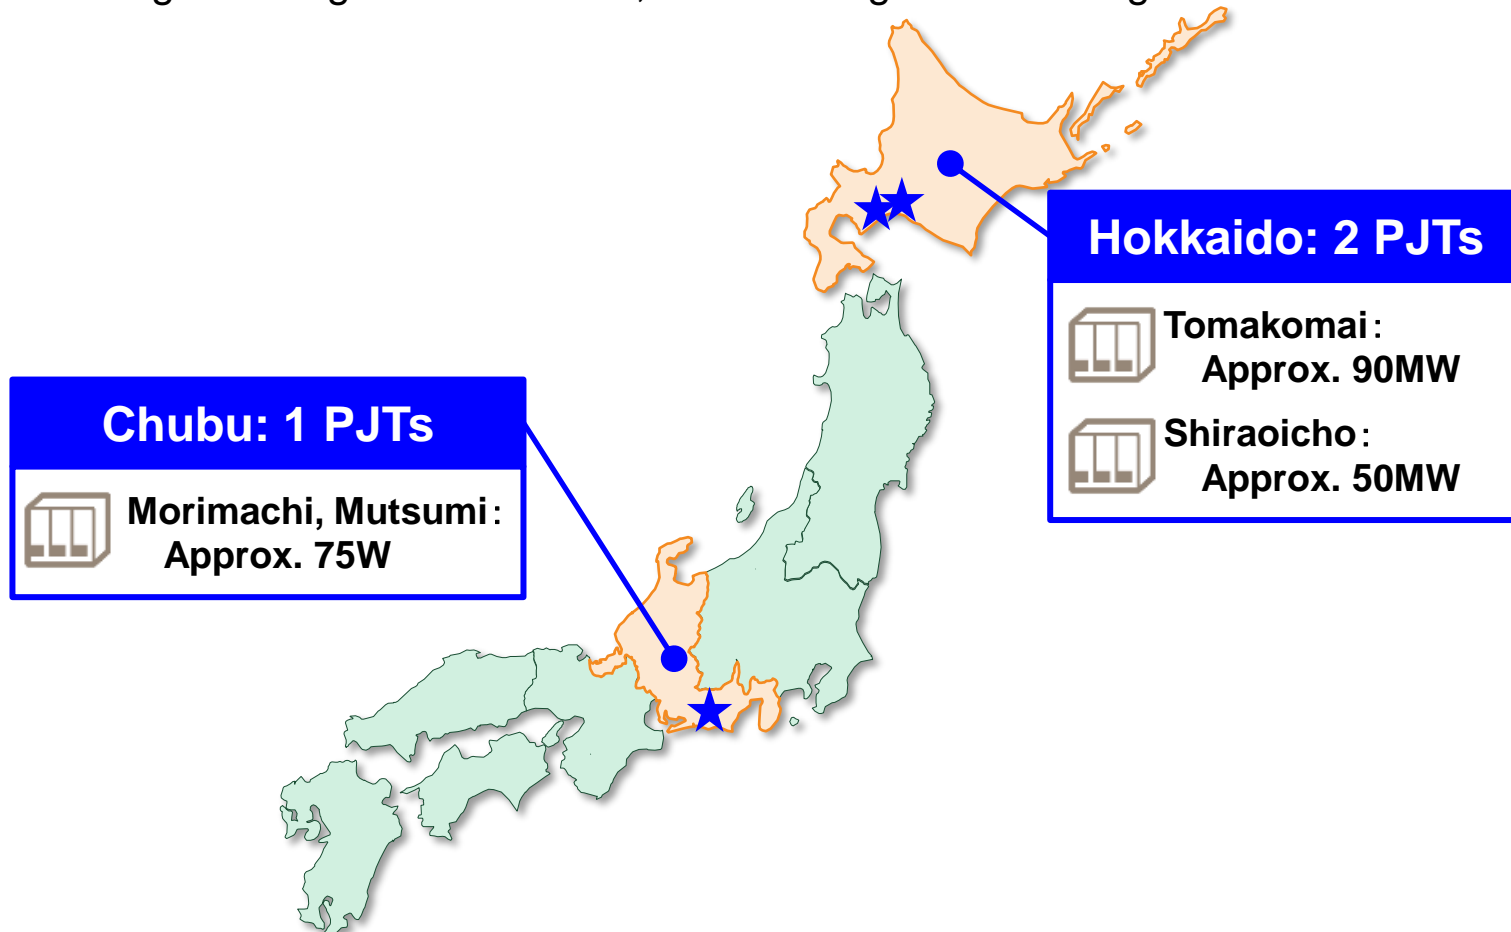 Hokkaido: 2 PJTs
Tomakomai:
Approx. 90MW
Shiraoicho:
Approx. 50MW
Chubu: 1 PJTs
Morimachi, Mutsumi:
Approx. 75W